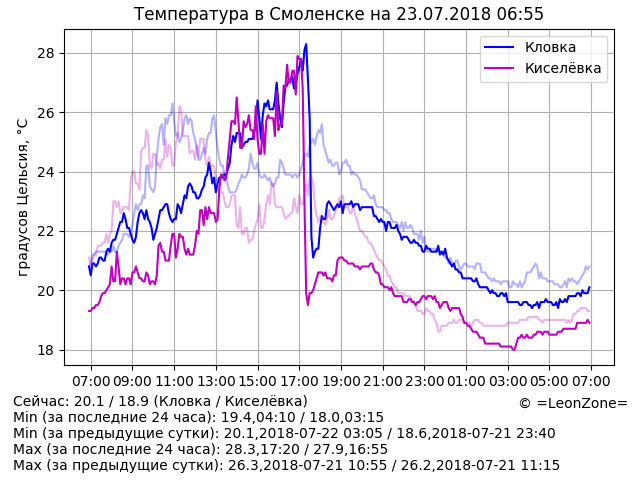 Температура в Смоленске на 23.07.2018 06:55
Кловка
Киселёвка
градусов Цельсия, °C
28
26
24
22
20
18
07:00 09:00 11:00 13:00 15:00 17:00 19:00 21:00 23:00 01:00 03:00 05:00 07:00
Сейчас: 20.1 / 18.9 (Кловка / Киселёвка)
© =LeonZone=
Min (за последние 24 часа): 19.4,04:10 / 18.0,03:15
Min (за предыдущие сутки): 20.1,2018-07-22 03:05 / 18.6,2018-07-21 23:40
Max (за последние 24 часа): 28.3,17:20 / 27.9,16:55
Max (за предыдущие сутки): 26.3,2018-07-21 10:55 / 26.2,2018-07-21 11:15